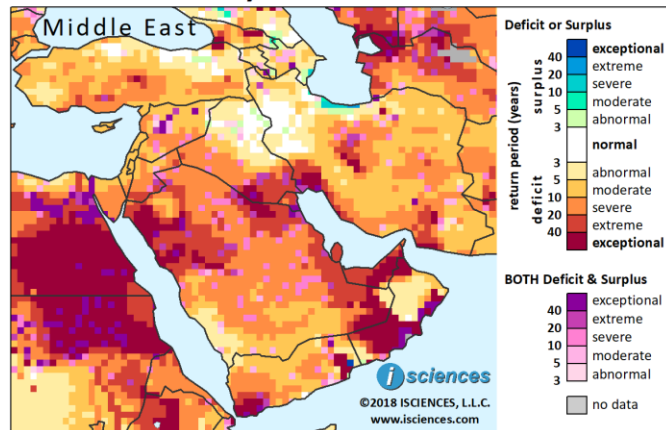 Middle East
Deficit or Surplus
return period (years)
surplus
deficit
exceptional
40
extreme
20
severe
10
moderate
5
abnormal
3
normal
3
abnormal
5
moderate
10
severe
20
extreme
40
exceptional
BOTH Deficit & Surplus
exceptional
40
extreme
20
severe
10
moderate
5
abnormal
3
no data
i sciences
©2018 ISCIENCES, L.L.C.
www.isciences.com